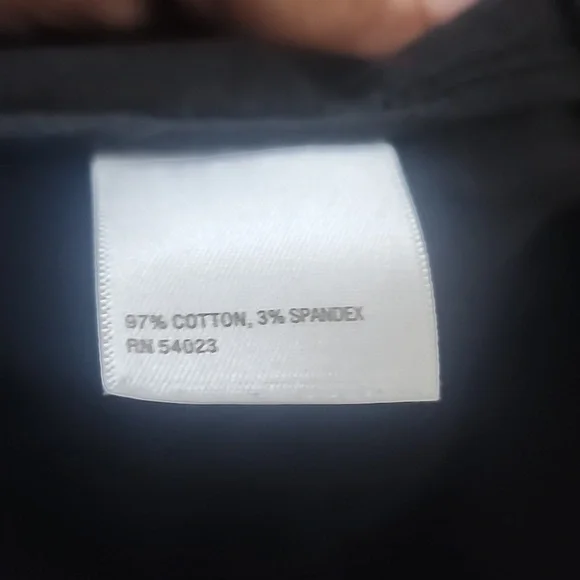 97% COTTON, 3% SPANDEX
RN 54023